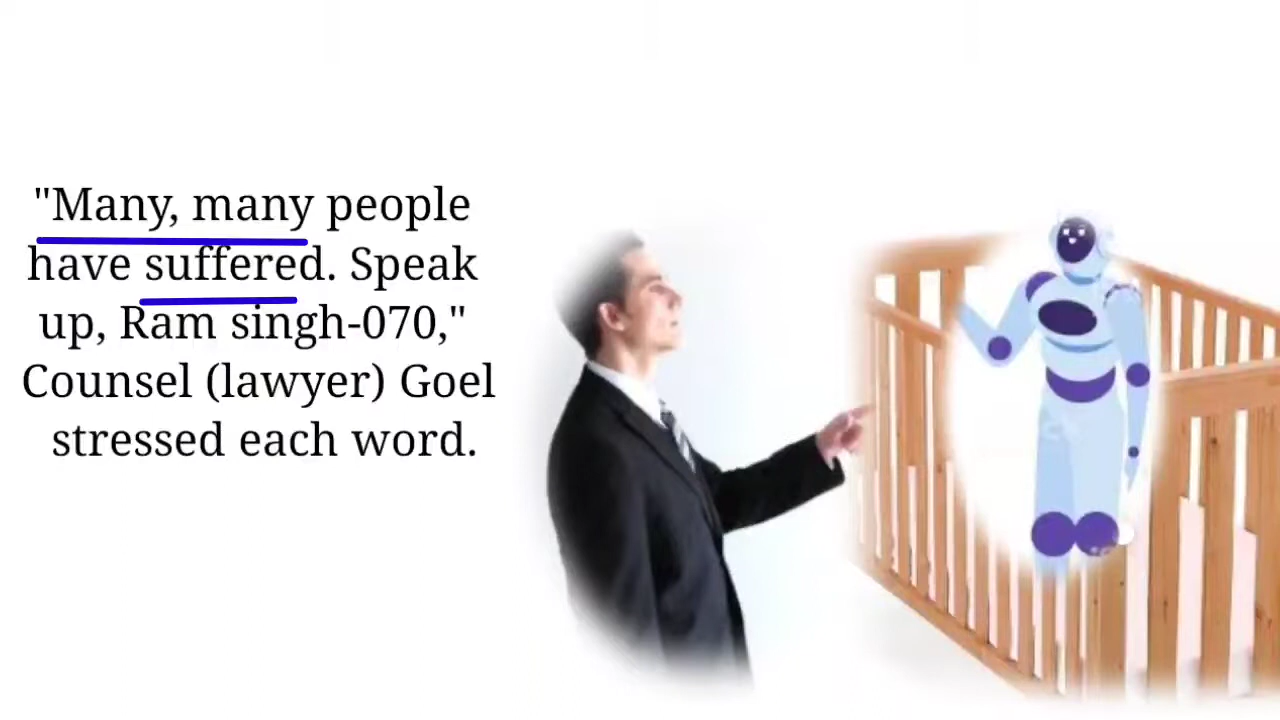 "Many, many people
have suffered. Speak
up, Ram singh-070,"
Counsel (lawyer) Goel
stressed each word.